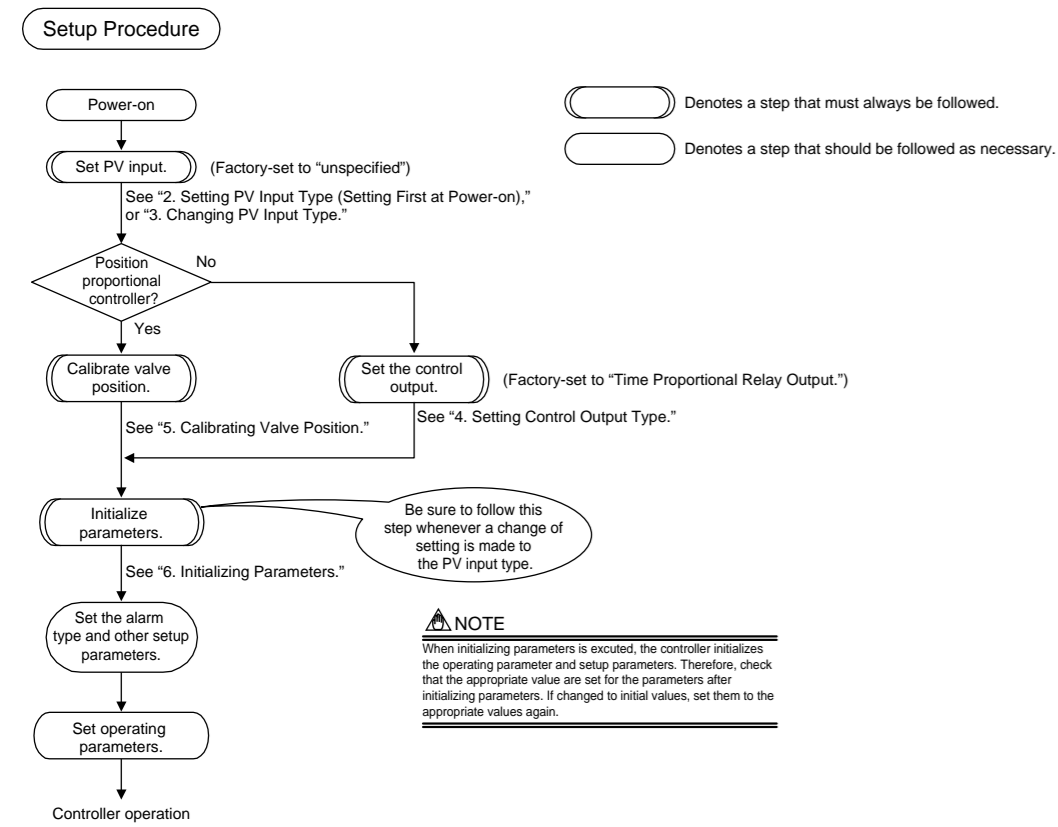 Setup Procedure
Power-on
Denotes a step that must always be followed.
Denotes a step that should be followed as necessary.
Set PV input.
(Factory-set to “unspecified”)
See “2. Setting PV Input Type (Setting First at Power-on),”
or “3. Changing PV Input Type.”
Position
proportional
controller?
No
Yes
Calibrate valve
position.
Set the control
output.
(Factory-set to “Time Proportional Relay Output.”)
See “5. Calibrating Valve Position.”
See “4. Setting Control Output Type.”
Initialize
parameters.
Be sure to follow this
step whenever a change of
setting is made to
the PV input type.
See “6. Initializing Parameters.”
Set the alarm
type and other setup
parameters.
NOTE
When initializing parameters is excuted, the controller initializes
the operating parameter and setup parameters. Therefore, check
that the appropriate value are set for the parameters after
initializing parameters. If changed to initial values, set them to the
appropriate values again.
Set operating
parameters.
Controller operation